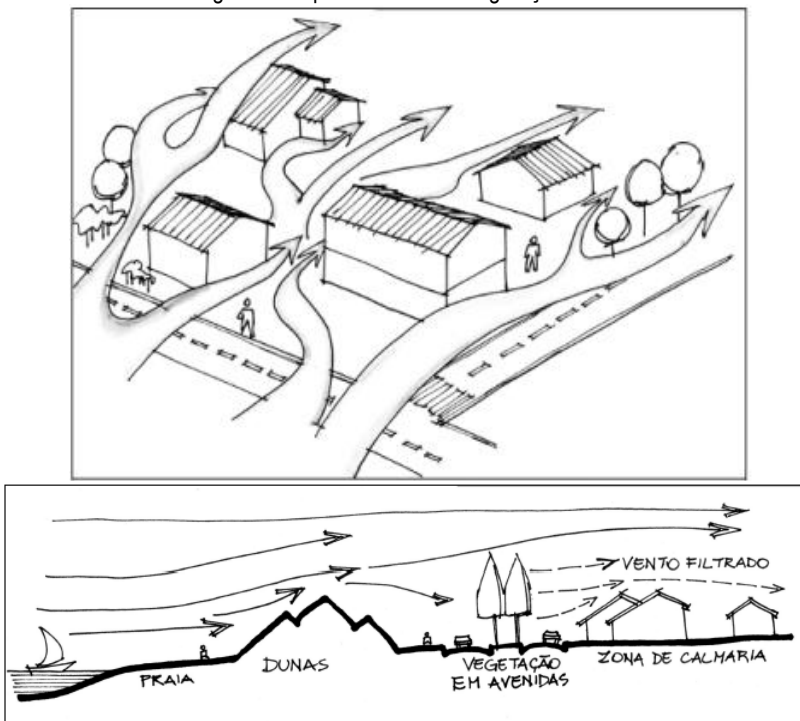 VENTO FILTRADO
PRAIA
DUNAS
VEGETAÇÃO
EM AVENIDAS
ZONA DE CALMARIA